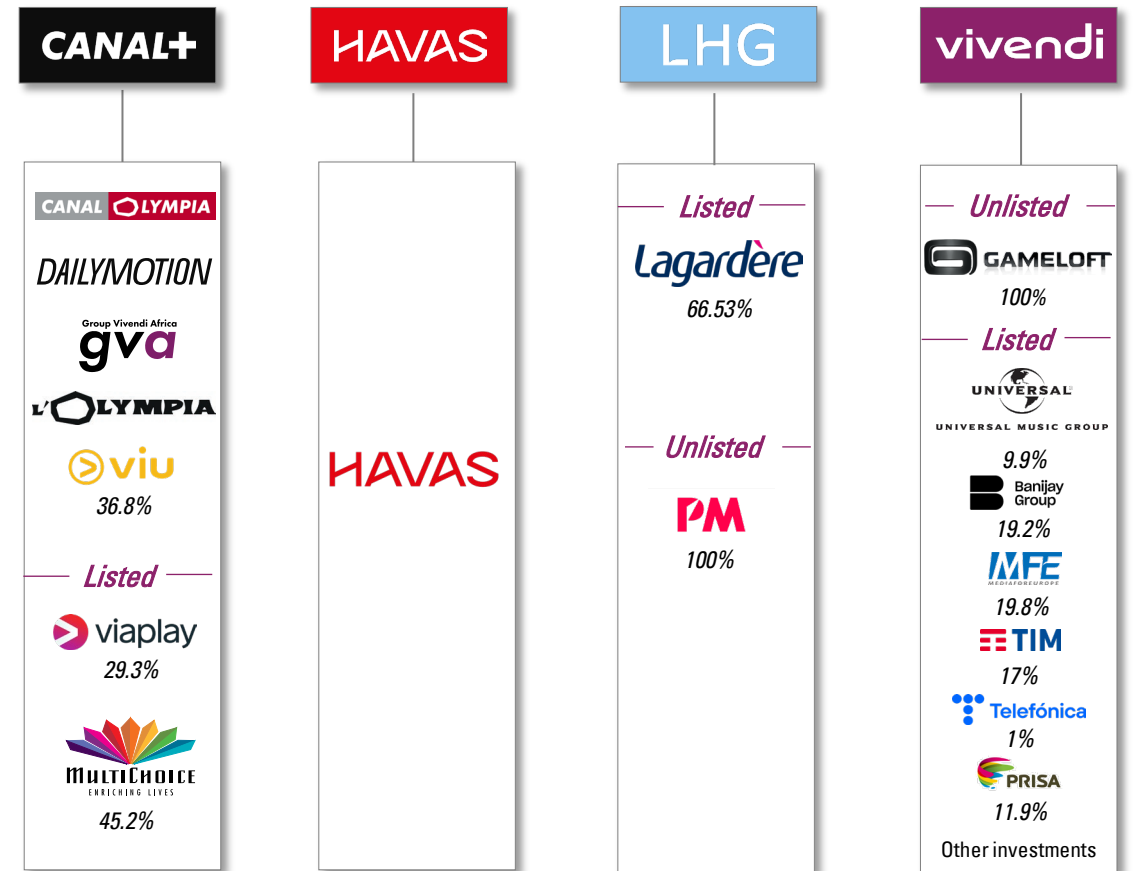 CANAL+
HAVAS
LHG
vivendi
CANAL OLYMPIA
DAILYMOTION
Group Vivendi Africa
gva
L'OLYMPIA
viu
36.8%
Listed
viaplay
29.3%
MULTICHOICE
ENRICHING LIVES
45.2%
HAVAS
Listed
Lagardère
66.53%
Unlisted
PM
100%
Unlisted
GAMELOFT
100%
Listed
UNIVERSAL
UNIVERSAL MUSIC GROUP
9.9%
Banijay
Group
19.2%
MFE
MEDIAFOREUROPE
19.8%
TIM
17%
Telefónica
1%
PRISA
11.9%
Other investments